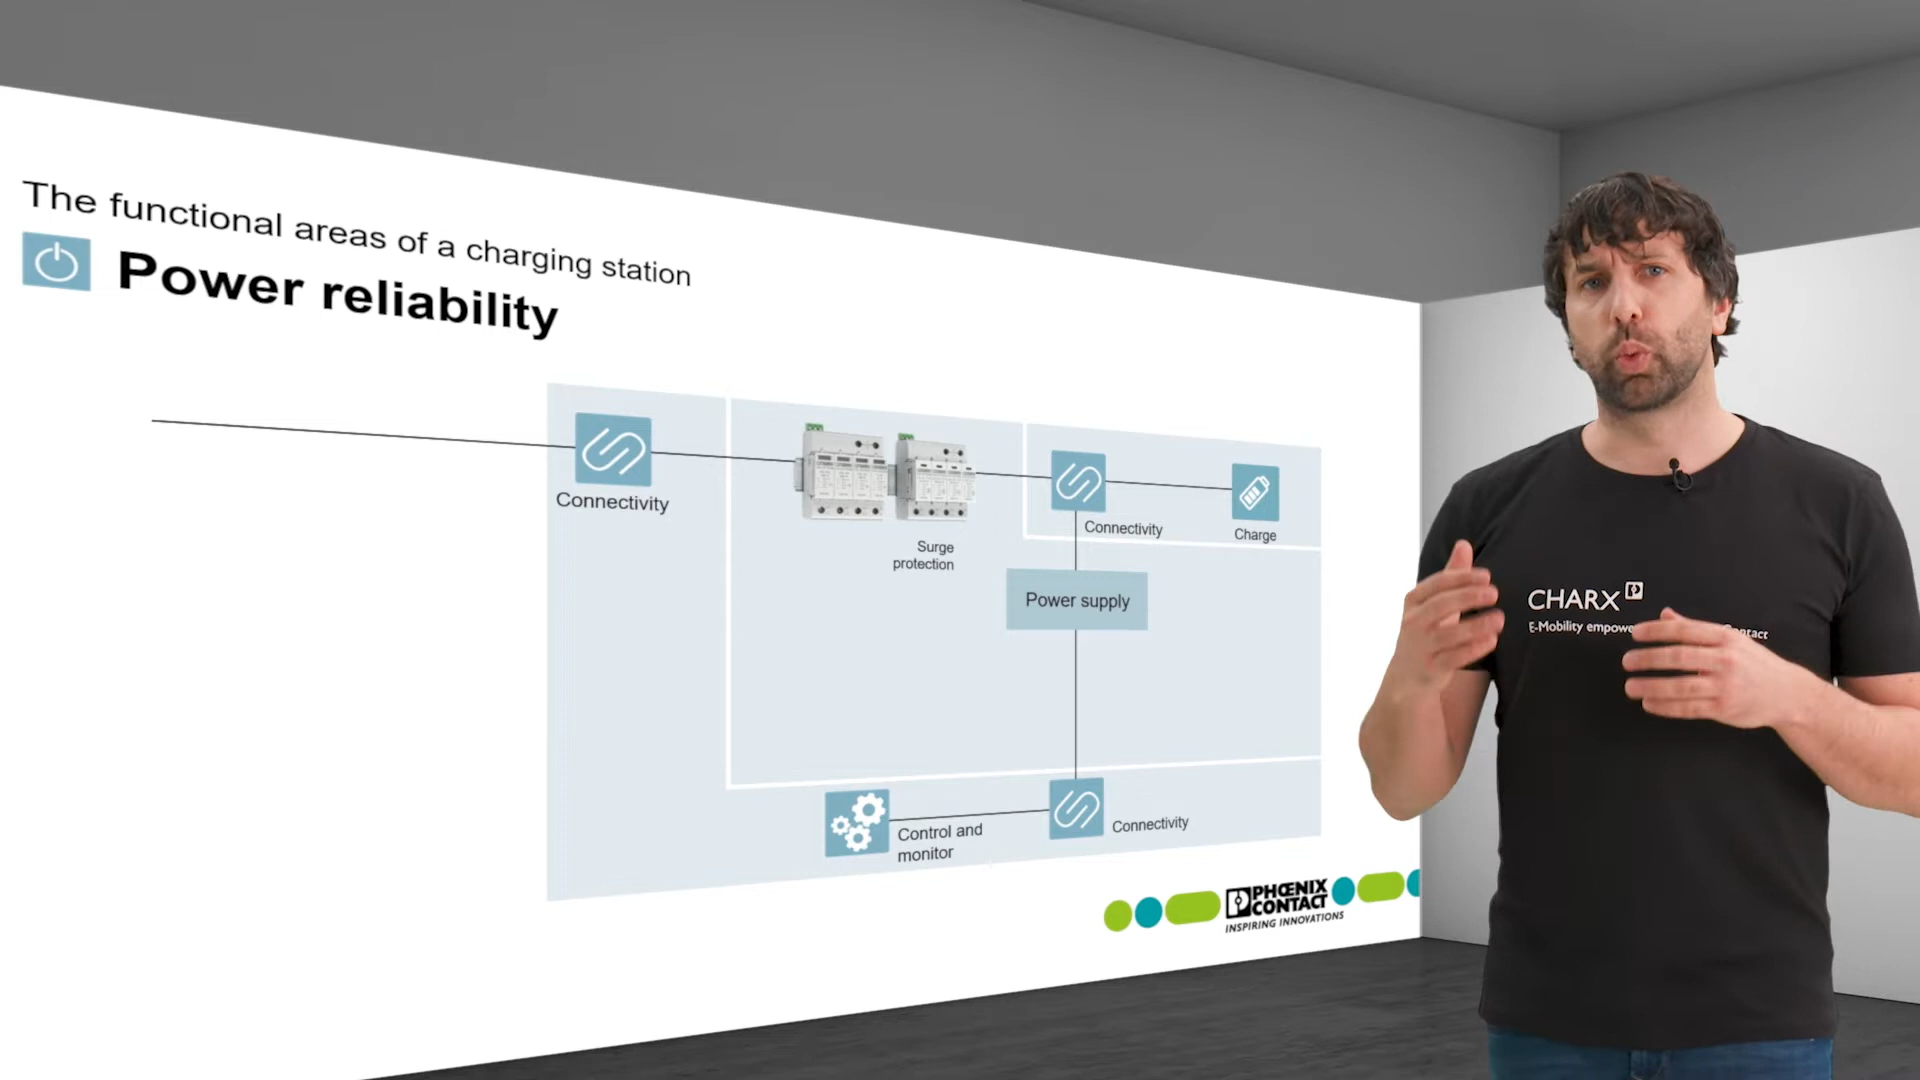 The functional areas of a charging station
Power reliability
Connectivity
Surge
protection
Connectivity
Charge
Power supply
Control and
monitor
Connectivity
PHŒNIX
CONTACT
INSPIRING INNOVATIONS
CHARX
E-Mobility